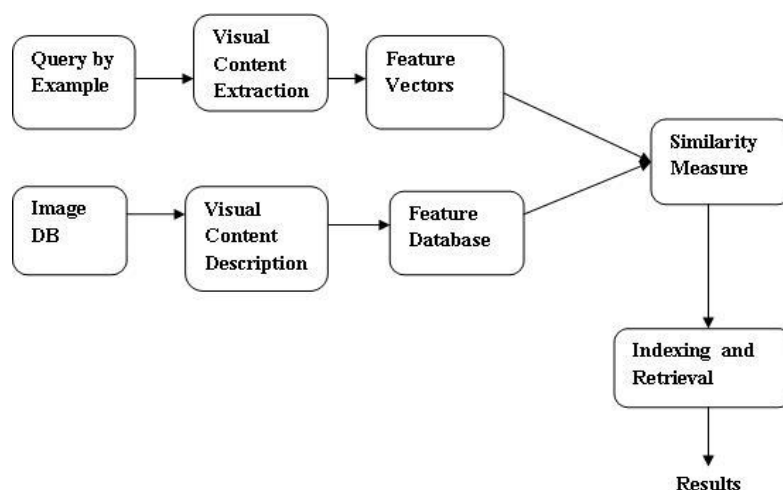 Query by
Example
Visual
Content
Extraction
Feature
Vectors
Similarity
Measure
Image
DB
Visual
Content
Description
Feature
Database
Indexing and
Retrieval
Results